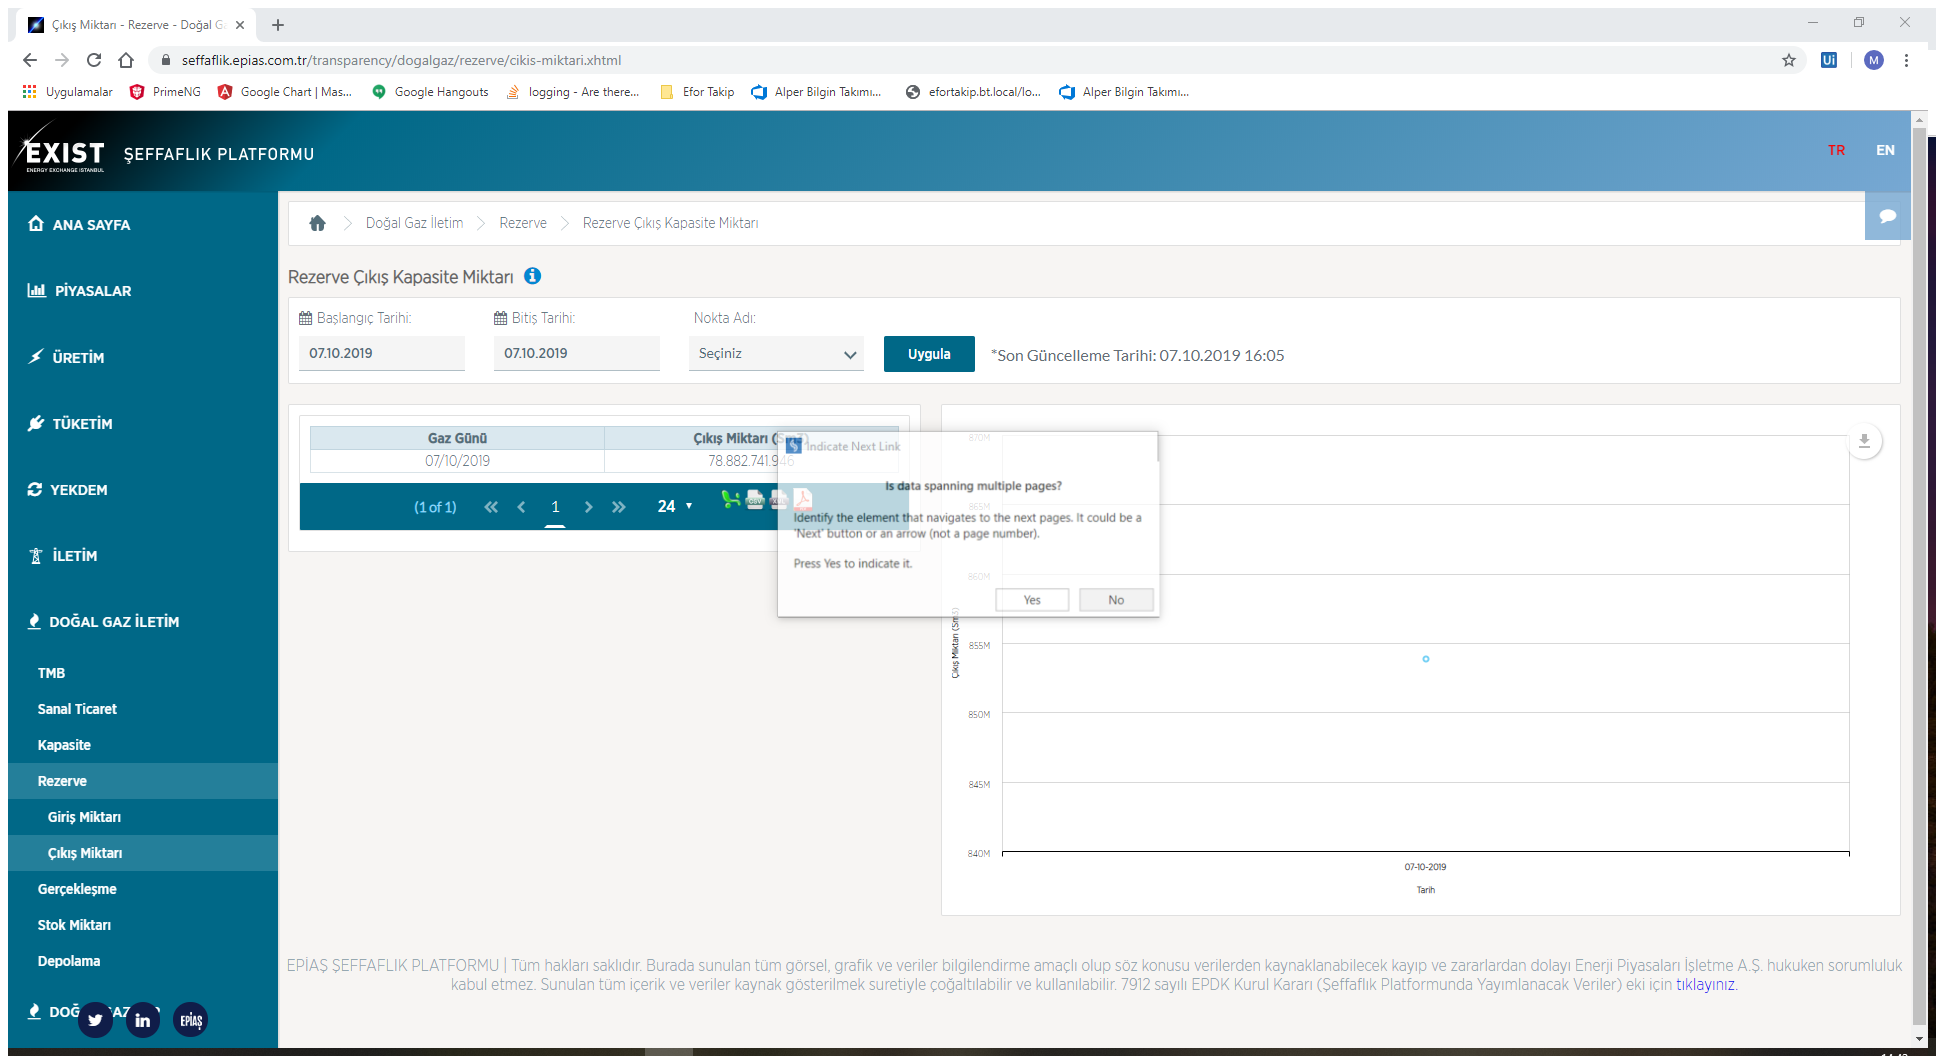 Çıkış Miktarı - Rezerve - Doğal G
seffaflik.epias.com.tr/transparency/dogalgaz/rezerve/cikis-miktari.xhtml
Ui
M
Uygulamalar
PrimeNG
Google Chart | Mas...
Google Hangouts
logging - Are there...
Efor Takip
Alper Bilgin Takımı...
efortakip.bt.local/lo...
Alper Bilgin Takımı...
EXIST
ENERGY EXCHANGE ISTANBUL
ŞEFFAFLIK PLATFORMU
TR
EN
ANA SAYFA
PİYASALAR
ÜRETİM
TÜKETİM
YEKDEM
İLETİM
DOĞAL GAZ İLETİM
TMB
Sanal Ticaret
Kapasite
Rezerve
Giriş Miktarı
Çıkış Miktarı
Gerçekleşme
Stok Miktarı
Depolama
in
EPİAŞ
Doğal Gaz İletim
Rezerve
Rezerve Çıkış Kapasite Miktarı
Rezerve Çıkış Kapasite Miktarı
Başlangıç Tarihi:
Bitiş Tarihi:
Nokta Adı:
07.10.2019
07.10.2019
Seçiniz
Uygula
*Son Güncelleme Tarihi: 07.10.2019 16:05
Gaz Günü
Çıkış Miktarı (Sm3)
07/10/2019
78.882.741.946
(1 of 1)
1
24
Indicate Next Link
Is data spanning multiple pages?
Identify the element that navigates to the next pages. It could be a
'Next' button or an arrow (not a page number).
Press Yes to indicate it.
Yes
No
870M
865M
860M
855M
850M
845M
840M
Çıkış Miktarı (Sm3)
07-10-2019
Tarih
EPİAŞ ŞEFFAFLIK PLATFORMU | Tüm hakları saklıdır. Burada sunulan tüm görsel, grafik ve veriler bilgilendirme amaçlı olup söz konusu verilerden kaynaklanabilecek kayıp ve zararlardan dolayı Enerji Piyasaları İşletme A.Ş. hukuken sorumluluk
kabul etmez. Sunulan tüm içerik ve veriler kaynak gösterilmek suretiyle çoğaltılabilir ve kullanılabilir. 7912 sayılı EPDK Kurul Kararı (Şeffaflık Platformunda Yayımlanacak Veriler) eki için tıklayınız.